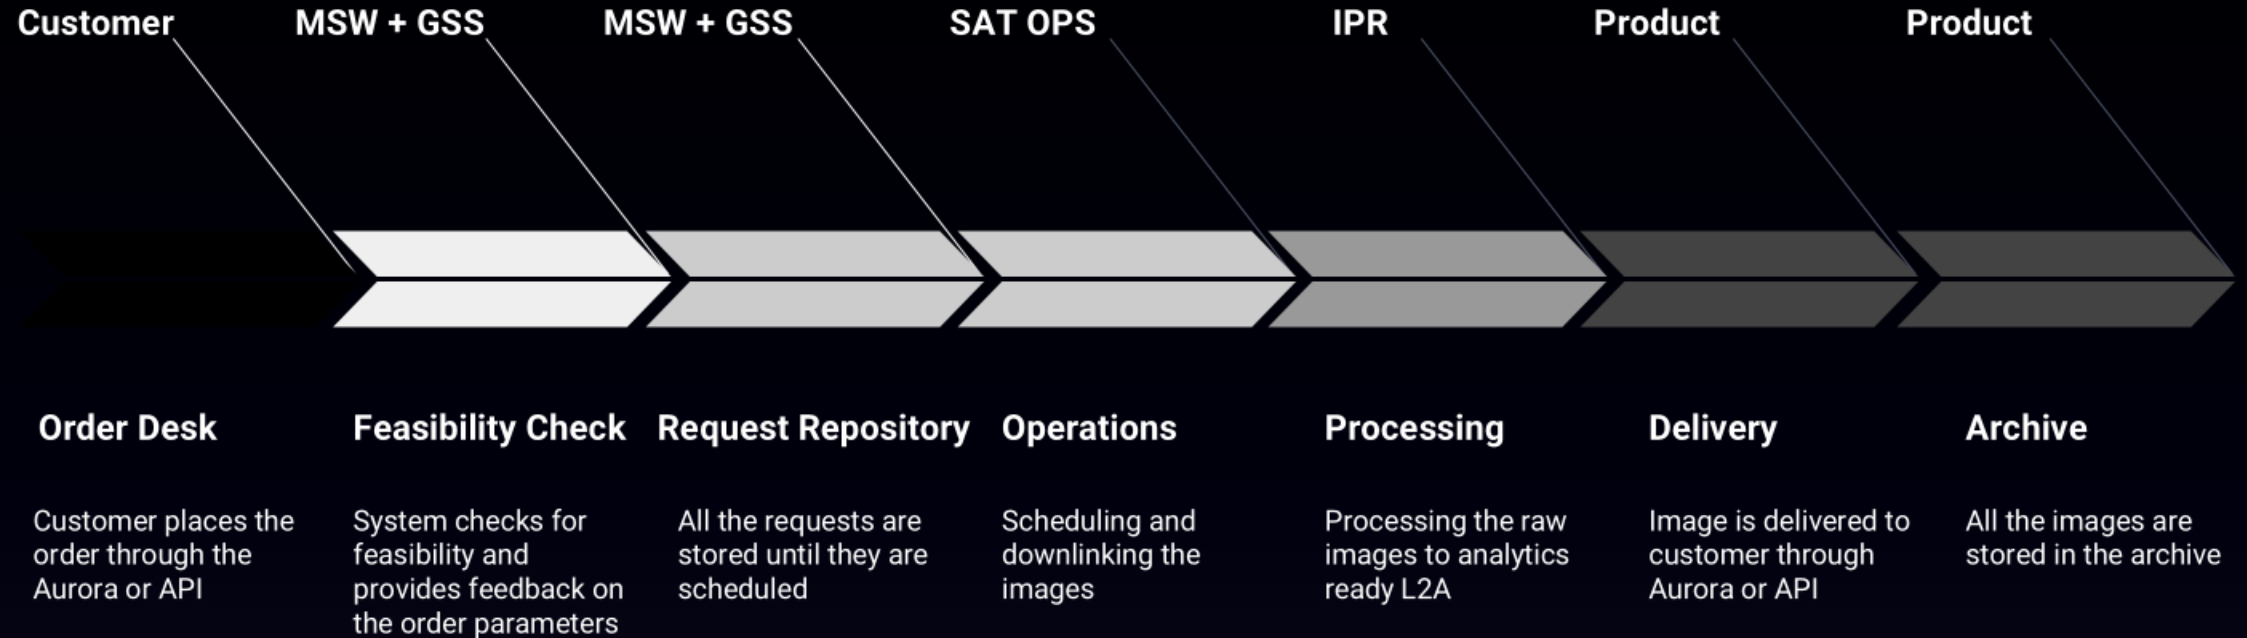 Customer
MSW + GSS
MSW + GSS
SAT OPS
IPR
Product
Product
Order Desk
Customer places the
order through the
Aurora or API
Feasibility Check
System checks for
feasibility and
provides feedback on
the order parameters
Request Repository
All the requests are
stored until they are
scheduled
Operations
Scheduling and
downlinking the
images
Processing
Processing the raw
images to analytics
ready L2A
Delivery
Image is delivered to
customer through
Aurora or API
Archive
All the images are
stored in the archive